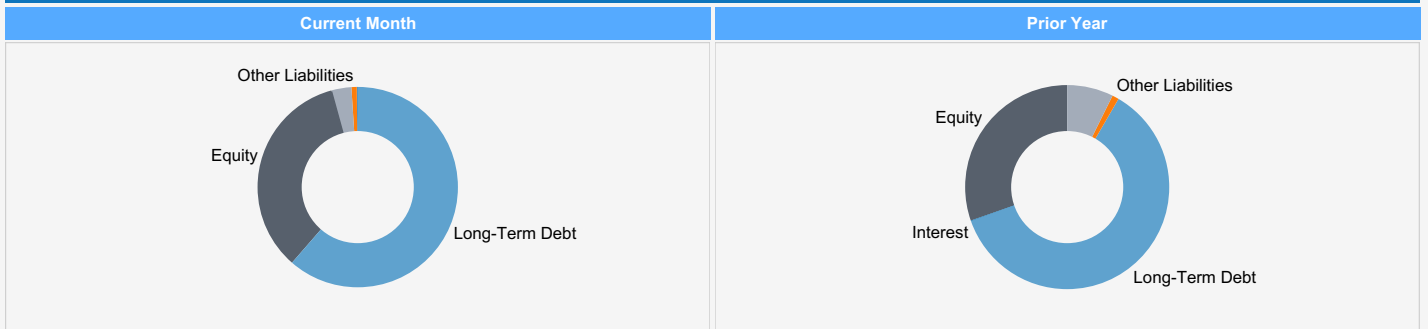 Current Month
Prior Year
Other Liabilities
Equity
Long-Term Debt
Other Liabilities
Equity
Interest
Long-Term Debt